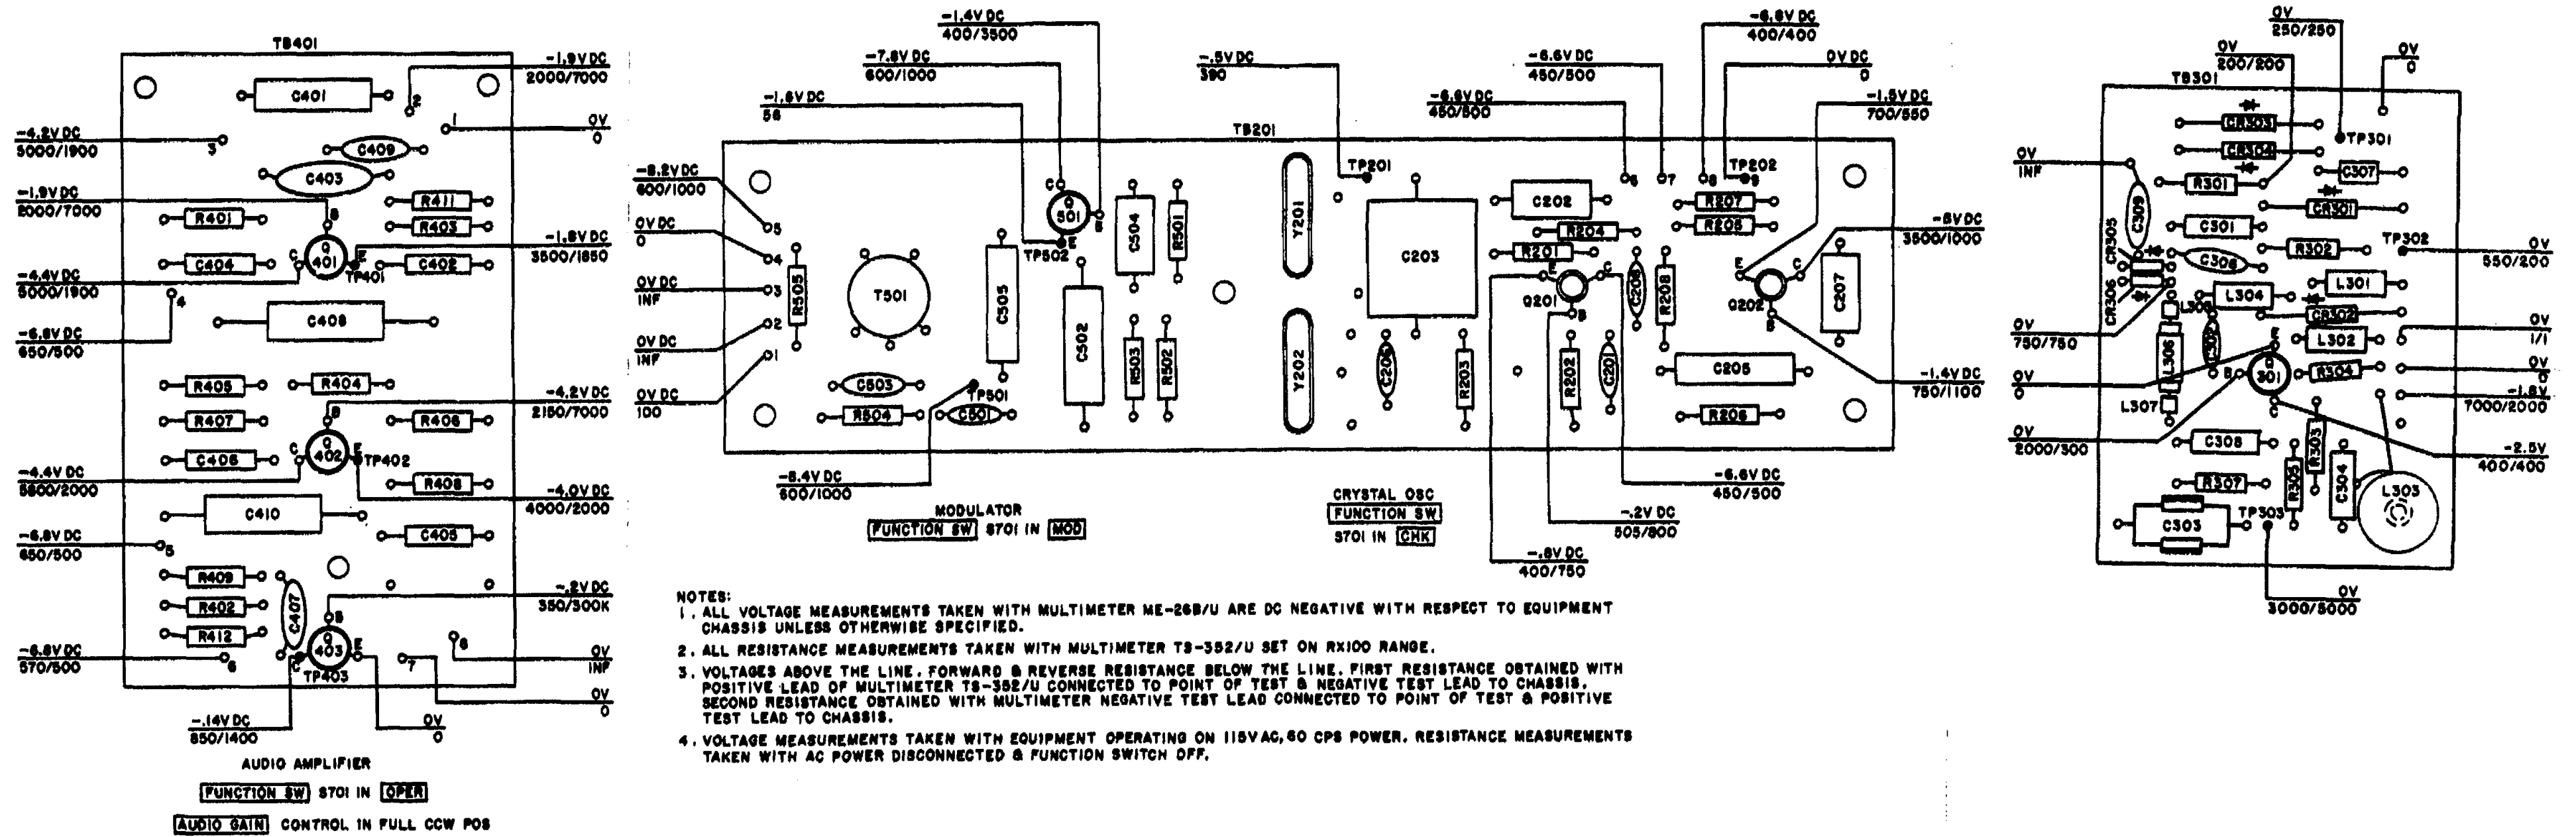 TB401
-1.9V DC
2000/7000
C401
2
1
0V
0
-4.2V DC
5000/1900
3
C409
C403
-1.9V DC
2000/7000
R411
R401
B
R403
-1.8V DC
3500/1850
Q
401
C
E
C404
TP401
C402
-4.4V DC
5000/1900
4
C408
-6.8V DC
650/500
R405
R404
-4.2V DC
2150/7000
R407
B
R406
Q
402
C
E
C406
TP402
-4.4V DC
5800/2000
R408
-4.0V DC
4000/2000
C410
C405
-6.8V DC
650/500
5
R409
C407
-.2V DC
350/300K
R402
B
R412
Q
403
C
E
8
-6.8V DC
570/500
6
TP403
7
0V
INF
0V
0
-.14V DC
850/1400
0V
0
AUDIO AMPLIFIER
FUNCTION SW S701 IN OPER
AUDIO GAIN CONTROL IN FULL CCW POS
-1.4V DC
400/3500
-7.8V DC
600/1000
-1.6V DC
56
-.5V DC
390
-6.6V DC
450/500
-6.6V DC
450/500
-6.8V DC
400/400
0V DC
0
-1.5V DC
700/550
TB201
-8.2V DC
600/1000
0V DC
0
0V DC
INF
0V DC
INF
0V DC
100
5
4
3
2
1
R505
T501
C505
C
Q
501
B
E
TP502
C504
R501
C502
R503
R502
C503
R504
TP501
C501
Y201
Y202
TP201
C203
C202
6
7
8
TP202
9
R207
R204
R205
R201
E
C
Q201
B
R208
E
C
Q202
B
C207
-6V DC
3500/1000
R203
R202
C201
C205
R206
-1.4V DC
750/1100
-8.4V DC
600/1000
MODULATOR
FUNCTION SW S701 IN MOD
CRYSTAL OSC
FUNCTION SW
S701 IN CHK
-6.6V DC
450/500
-.2V DC
505/800
-.8V DC
400/750
NOTES:
1. ALL VOLTAGE MEASUREMENTS TAKEN WITH MULTIMETER ME-26B/U ARE DC NEGATIVE WITH RESPECT TO EQUIPMENT
CHASSIS UNLESS OTHERWISE SPECIFIED.
2. ALL RESISTANCE MEASUREMENTS TAKEN WITH MULTIMETER TS-352/U SET ON RX100 RANGE.
3. VOLTAGES ABOVE THE LINE. FORWARD & REVERSE RESISTANCE BELOW THE LINE. FIRST RESISTANCE OBTAINED WITH
POSITIVE LEAD OF MULTIMETER TS-352/U CONNECTED TO POINT OF TEST & NEGATIVE TEST LEAD TO CHASSIS.
SECOND RESISTANCE OBTAINED WITH MULTIMETER NEGATIVE TEST LEAD CONNECTED TO POINT OF TEST & POSITIVE
TEST LEAD TO CHASSIS.
4. VOLTAGE MEASUREMENTS TAKEN WITH EQUIPMENT OPERATING ON 115V AC, 60 CPS POWER. RESISTANCE MEASUREMENTS
TAKEN WITH AC POWER DISCONNECTED & FUNCTION SWITCH OFF.
0V
250/250
0V
200/200
0V
0
TB301
CR303
TP301
CR304
0V
INF
R301
C307
CR301
C309
C301
R302
TP302
0V
550/200
CR305
CR306
C306
L304
L301
CR302
0V
750/750
L306
L302
0V
1/1
E
B
301
C
R304
0V
0
0V
0
-1.8V
7000/2000
L307
0V
2000/300
C308
R303
-2.5V
400/400
R307
R305
C304
L303
C303
TP303
0V
3000/5000